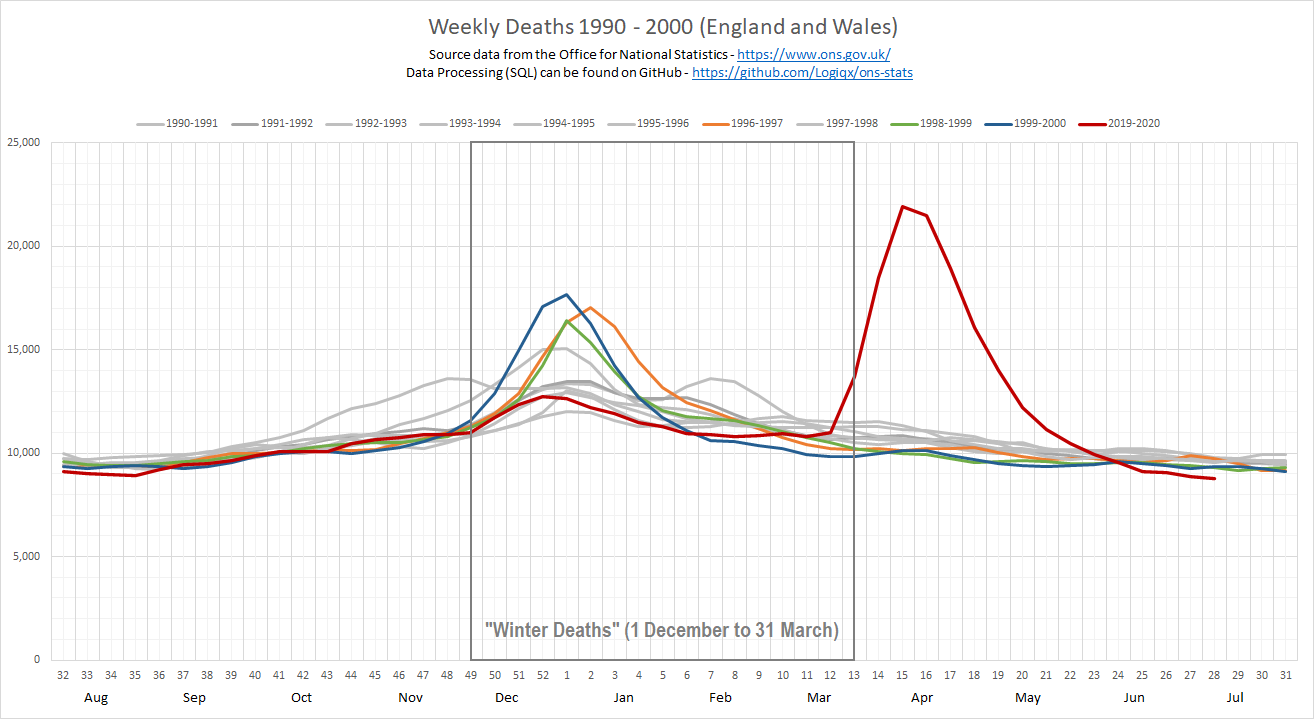 Weekly Deaths 1990 - 2000 (England and Wales)
Source data from the Office for National Statistics - https://www.ons.gov.uk/
Data Processing (SQL) can be found on GitHub - https://github.com/Logiqx/ons-stats
1990-1991 1991-1992 1992-1993 1993-1994 1994-1995 1995-1996 1996-1997 1997-1998 1998-1999 1999-2000 2019-2020
25,000
20,000
15,000
10,000
5,000
0
"Winter Deaths" (1 December to 31 March)
32 33 34 35 36 37 38 39 40 41 42 43 44 45 46 47 48 49 50 51 52 1 2 3 4 5 6 7 8 9 10 11 12 13 14 15 16 17 18 19 20 21 22 23 24 25 26 27 28 29 30 31
Aug Sep Oct Nov Dec Jan Feb Mar Apr May Jun Jul